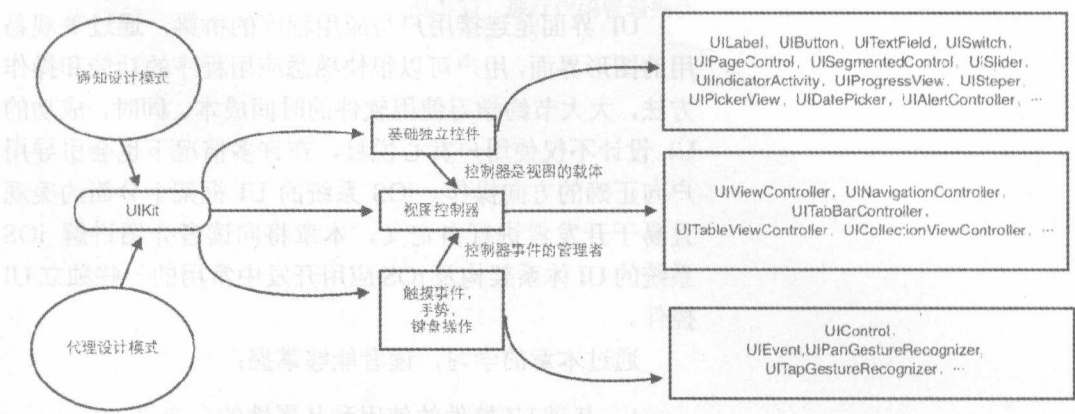 通知设计模式
UIKit
代理设计模式
基础独立控件
控制器是视图的载体
视图控制器
控制器事件的管理者
触摸事件,
手势,
键盘操作
UILabel, UIButton, UITextField, UISwitch,
UIPageControl, UISegmentedControl, UISlider,
UIIndicatorActivity, UIProgressView, UISteper,
UIPickerView, UIDatePicker, UIAlertController, …
UIViewController, UINavigationController,
UITabBarController,
UITableViewController, UICollectionViewController, …
UIControl,
UIEvent,UIPanGestureRecognizer,
UITapGestureRecognizer, …